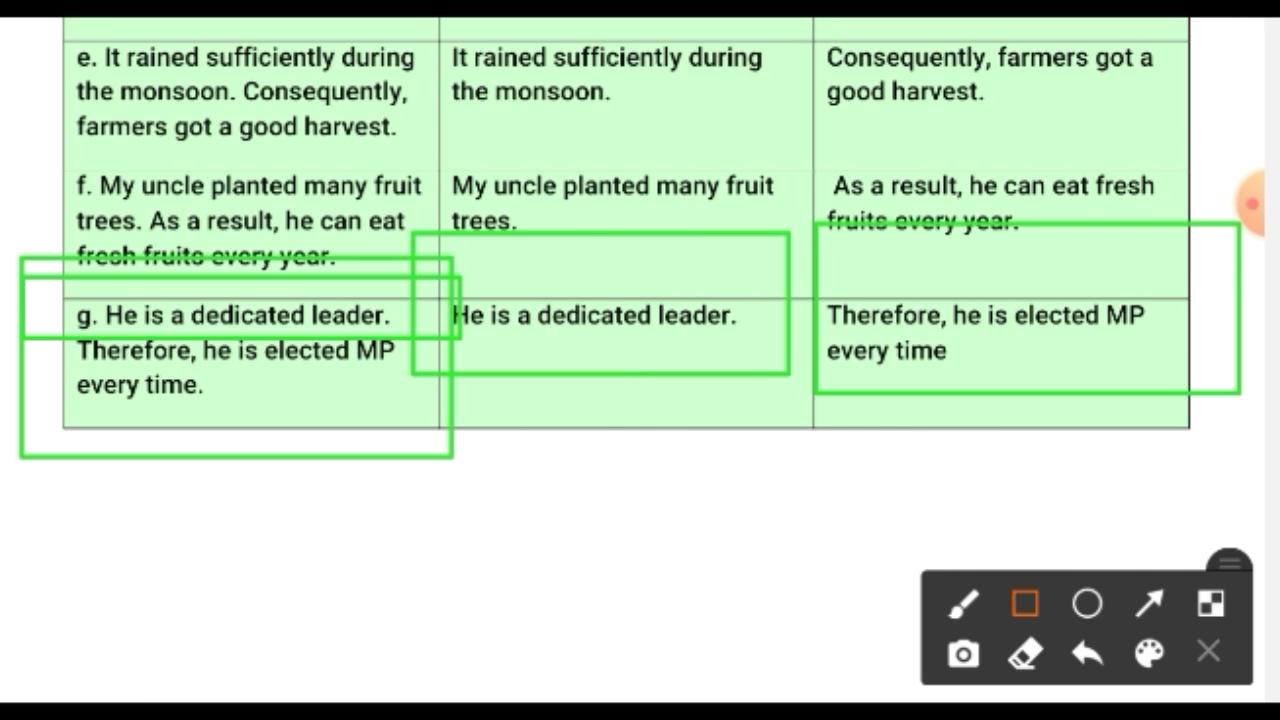 e. It rained sufficiently during
the monsoon. Consequently,
farmers got a good harvest.
It rained sufficiently during
the monsoon.
Consequently, farmers got a
good harvest.
f. My uncle planted many fruit
trees. As a result, he can eat
fresh fruits every year.
My uncle planted many fruit
trees.
As a result, he can eat fresh
fruits every year.
g. He is a dedicated leader.
Therefore, he is elected MP
every time.
He is a dedicated leader.
Therefore, he is elected MP
every time